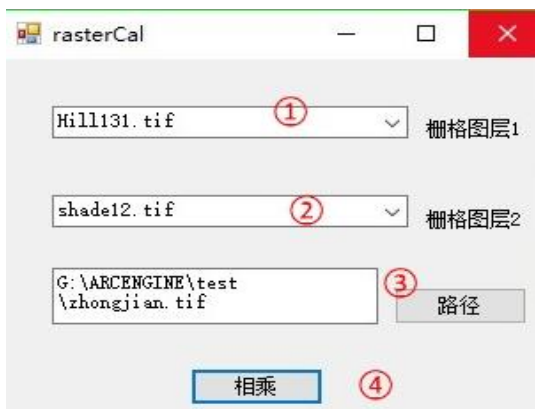 rasterCal
Hill131.tif ①
栅格图层1
shade12.tif ②
栅格图层2
G:\ARCENGINE\test
\zhongjian.tif
③
路径
相乘 ④